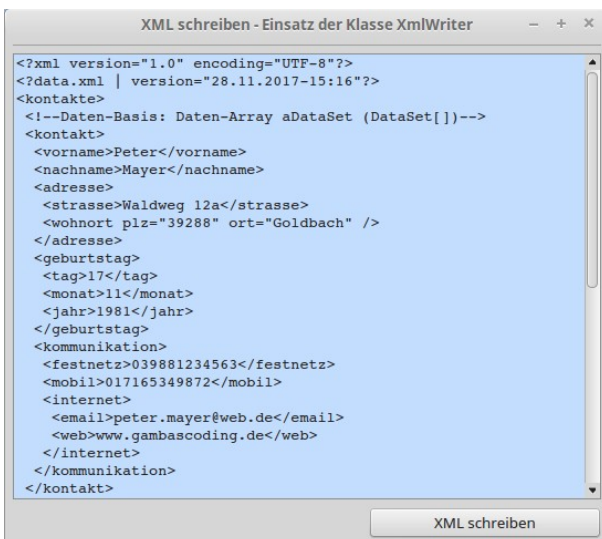 XML schreiben - Einsatz der Klasse XmlWriter
<?xml version="1.0" encoding="UTF-8"?>
<?data.xml | version="28.11.2017-15:16"?>
<kontakte>
 <!--Daten-Basis: Daten-Array aDataSet (DataSet[])-->
 <kontakt>
  <vorname>Peter</vorname>
  <nachname>Mayer</nachname>
  <adresse>
   <strasse>Waldweg 12a</strasse>
   <wohnort plz="39288" ort="Goldbach" />
  </adresse>
  <geburtstag>
   <tag>17</tag>
   <monat>11</monat>
   <jahr>1981</jahr>
  </geburtstag>
  <kommunikation>
   <festnetz>039881234563</festnetz>
   <mobil>017165349872</mobil>
   <internet>
    <email>peter.mayer@web.de</email>
    <web>www.gambascoding.de</web>
   </internet>
  </kommunikation>
 </kontakt>
XML schreiben